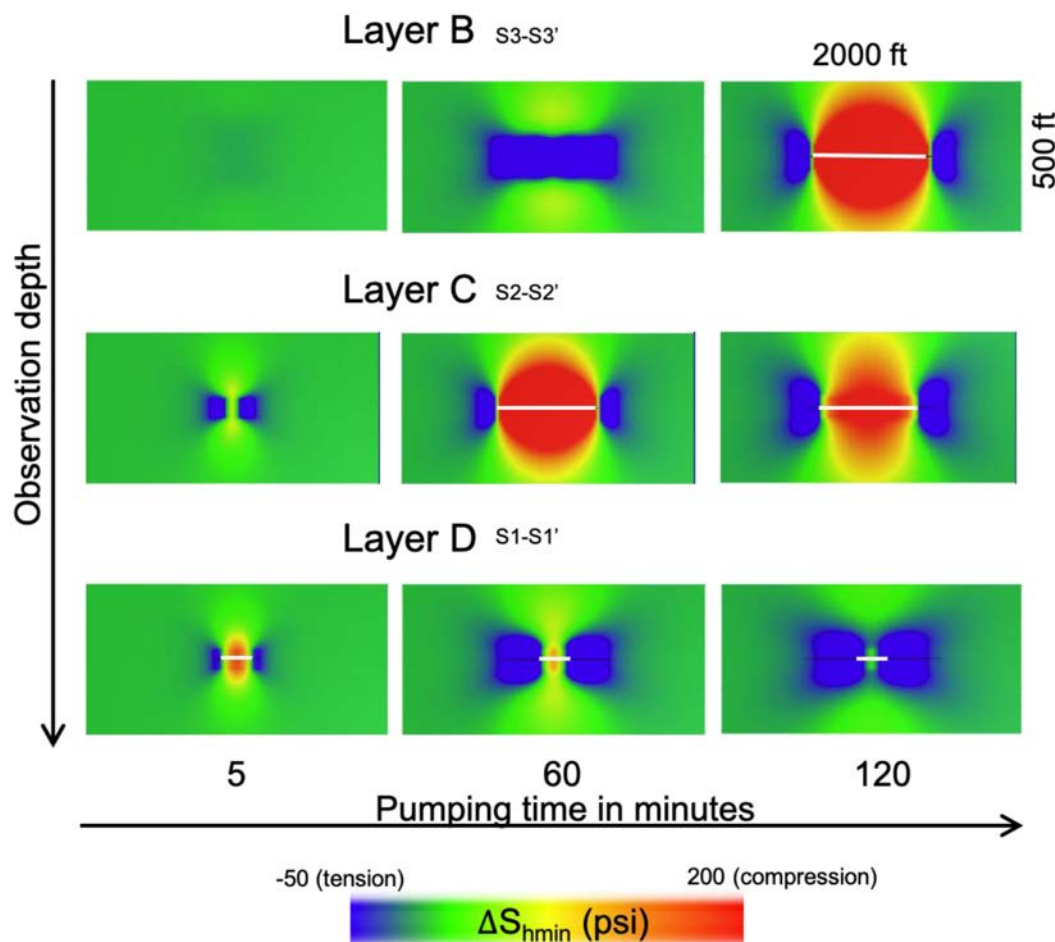 Layer B S3-S3’
2000 ft
500 ft
Layer C S2-S2’
Observation depth
Layer D S1-S1’
5 60 120
Pumping time in minutes
-50 (tension) 200 (compression)
ΔShmin (psi)